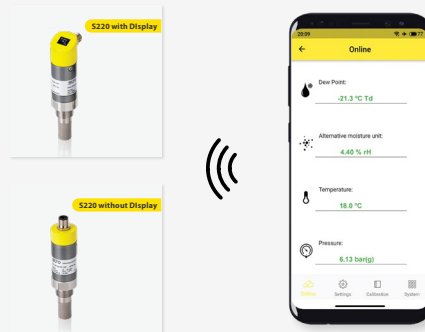 S220 with DIsplay
S220 without DIsplay
20:09
77
Online
Dew Point:
-21.3 °C Td
Alternative moisture unit:
4.40 % rH
Temperature:
18.0 °C
Pressure:
6.13 bar(g)
Online
Settings
Calibration
System